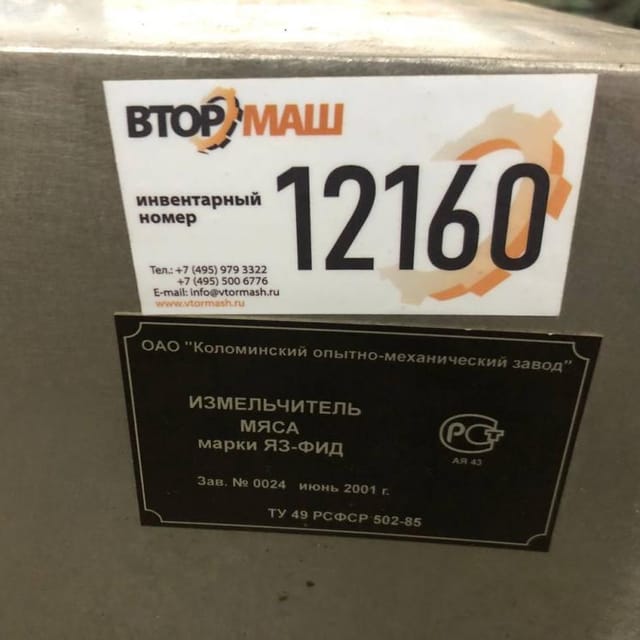 ВТОРМАШ
инвентарный
номер
12160
Тел.: +7 (495) 979 3322
+7 (495) 500 6776
E-mail: info@vtormash.ru
www.vtormash.ru
ОАО "Коломинский опытно-механический завод"
ИЗМЕЛЬЧИТЕЛЬ
МЯСА
марки ЯЗ-ФИД
РСТ
АЯ 43
Зав. № 0024 июнь 2001 г.
ТУ 49 РСФСР 502-85